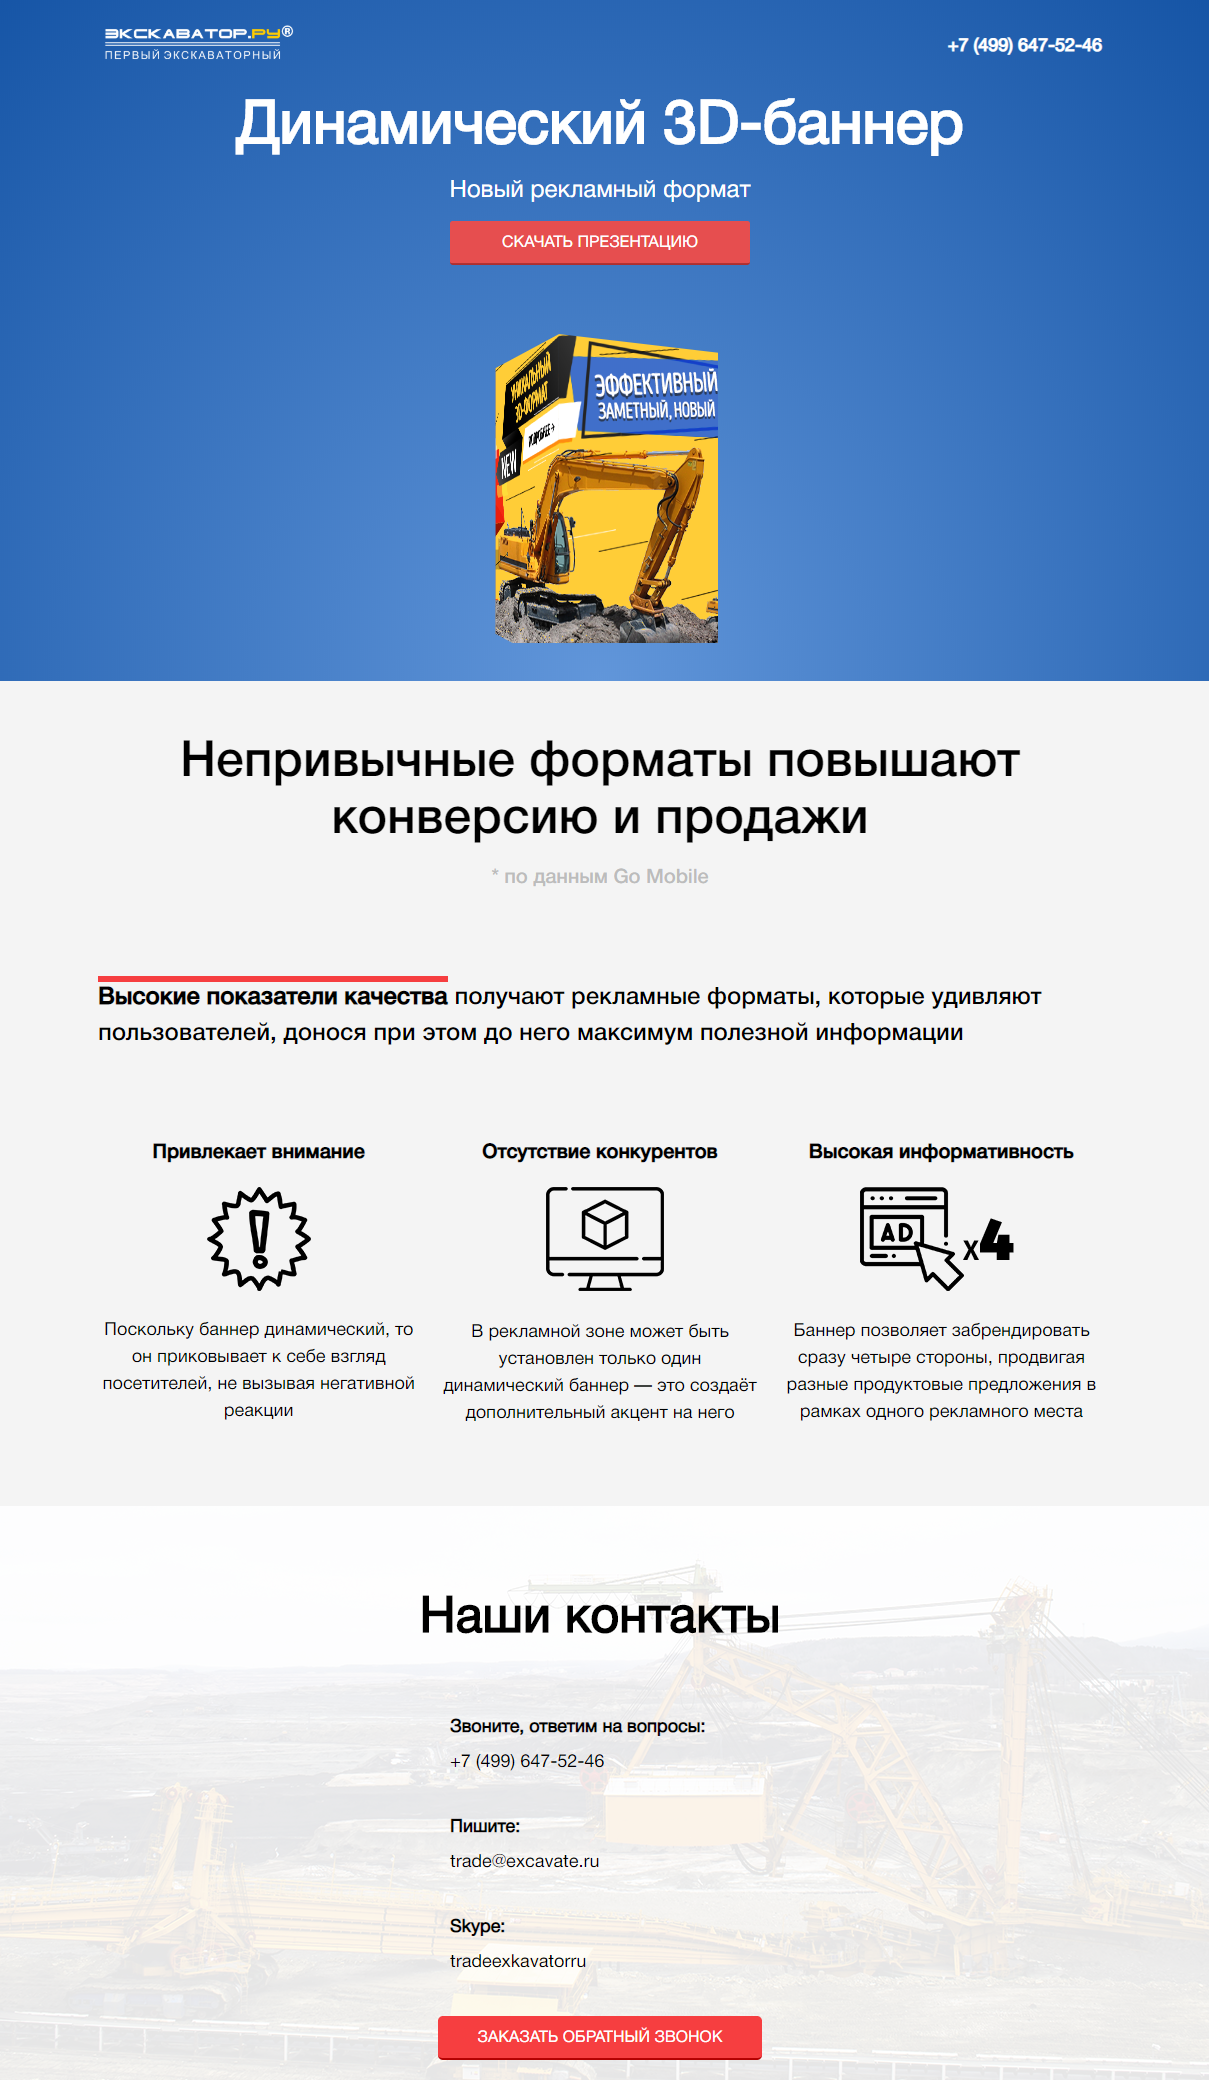 ЭКСКАВАТОР.РУ®
ПЕРВЫЙ ЭКСКАВАТОРНЫЙ
+7 (499) 647-52-46
Динамический 3D-баннер
Новый рекламный формат
СКАЧАТЬ ПРЕЗЕНТАЦИЮ
УНИКАЛЬНЫЙ
3D-ФОРМАТ
ПОДРОБНЕЕ→
NEW
ЭФФЕКТИВНЫЙ
ЗАМЕТНЫЙ, НОВЫЙ
Непривычные форматы повышают
конверсию и продажи
* по данным Go Mobile
Высокие показатели качества получают рекламные форматы, которые удивляют
пользователей, донося при этом до него максимум полезной информации
Привлекает внимание
Поскольку баннер динамический, то
он приковывает к себе взгляд
посетителей, не вызывая негативной
реакции
Отсутствие конкурентов
В рекламной зоне может быть
установлен только один
динамический баннер — это создаёт
дополнительный акцент на него
Высокая информативность
AD
x4
Баннер позволяет забрендировать
сразу четыре стороны, продвигая
разные продуктовые предложения в
рамках одного рекламного места
Наши контакты
Звоните, ответим на вопросы:
+7 (499) 647-52-46
Пишите:
trade@excavate.ru
Skype:
tradeexkavatorru
ЗАКАЗАТЬ ОБРАТНЫЙ ЗВОНОК